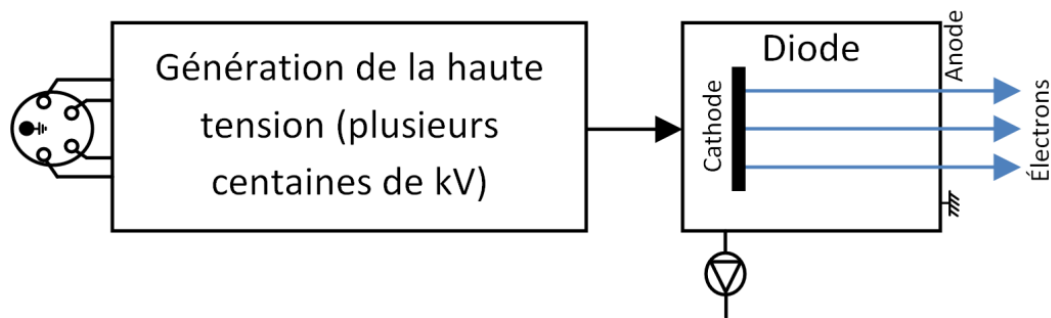 Génération de la haute
tension (plusieurs
centaines de kV)
Diode
Cathode
Anode
Électrons